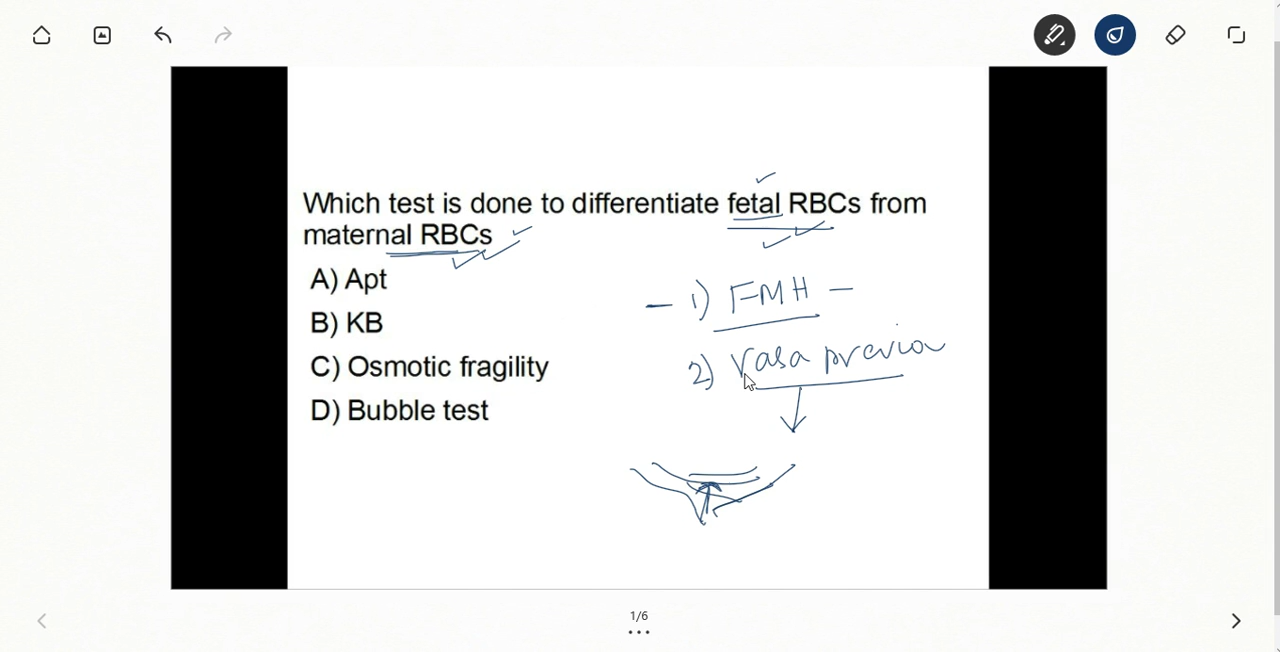 Which test is done to differentiate fetal RBCs from
maternal RBCs
A) Apt
B) KB
C) Osmotic fragility
D) Bubble test
1) FMH
2) Vasa previa
1/6